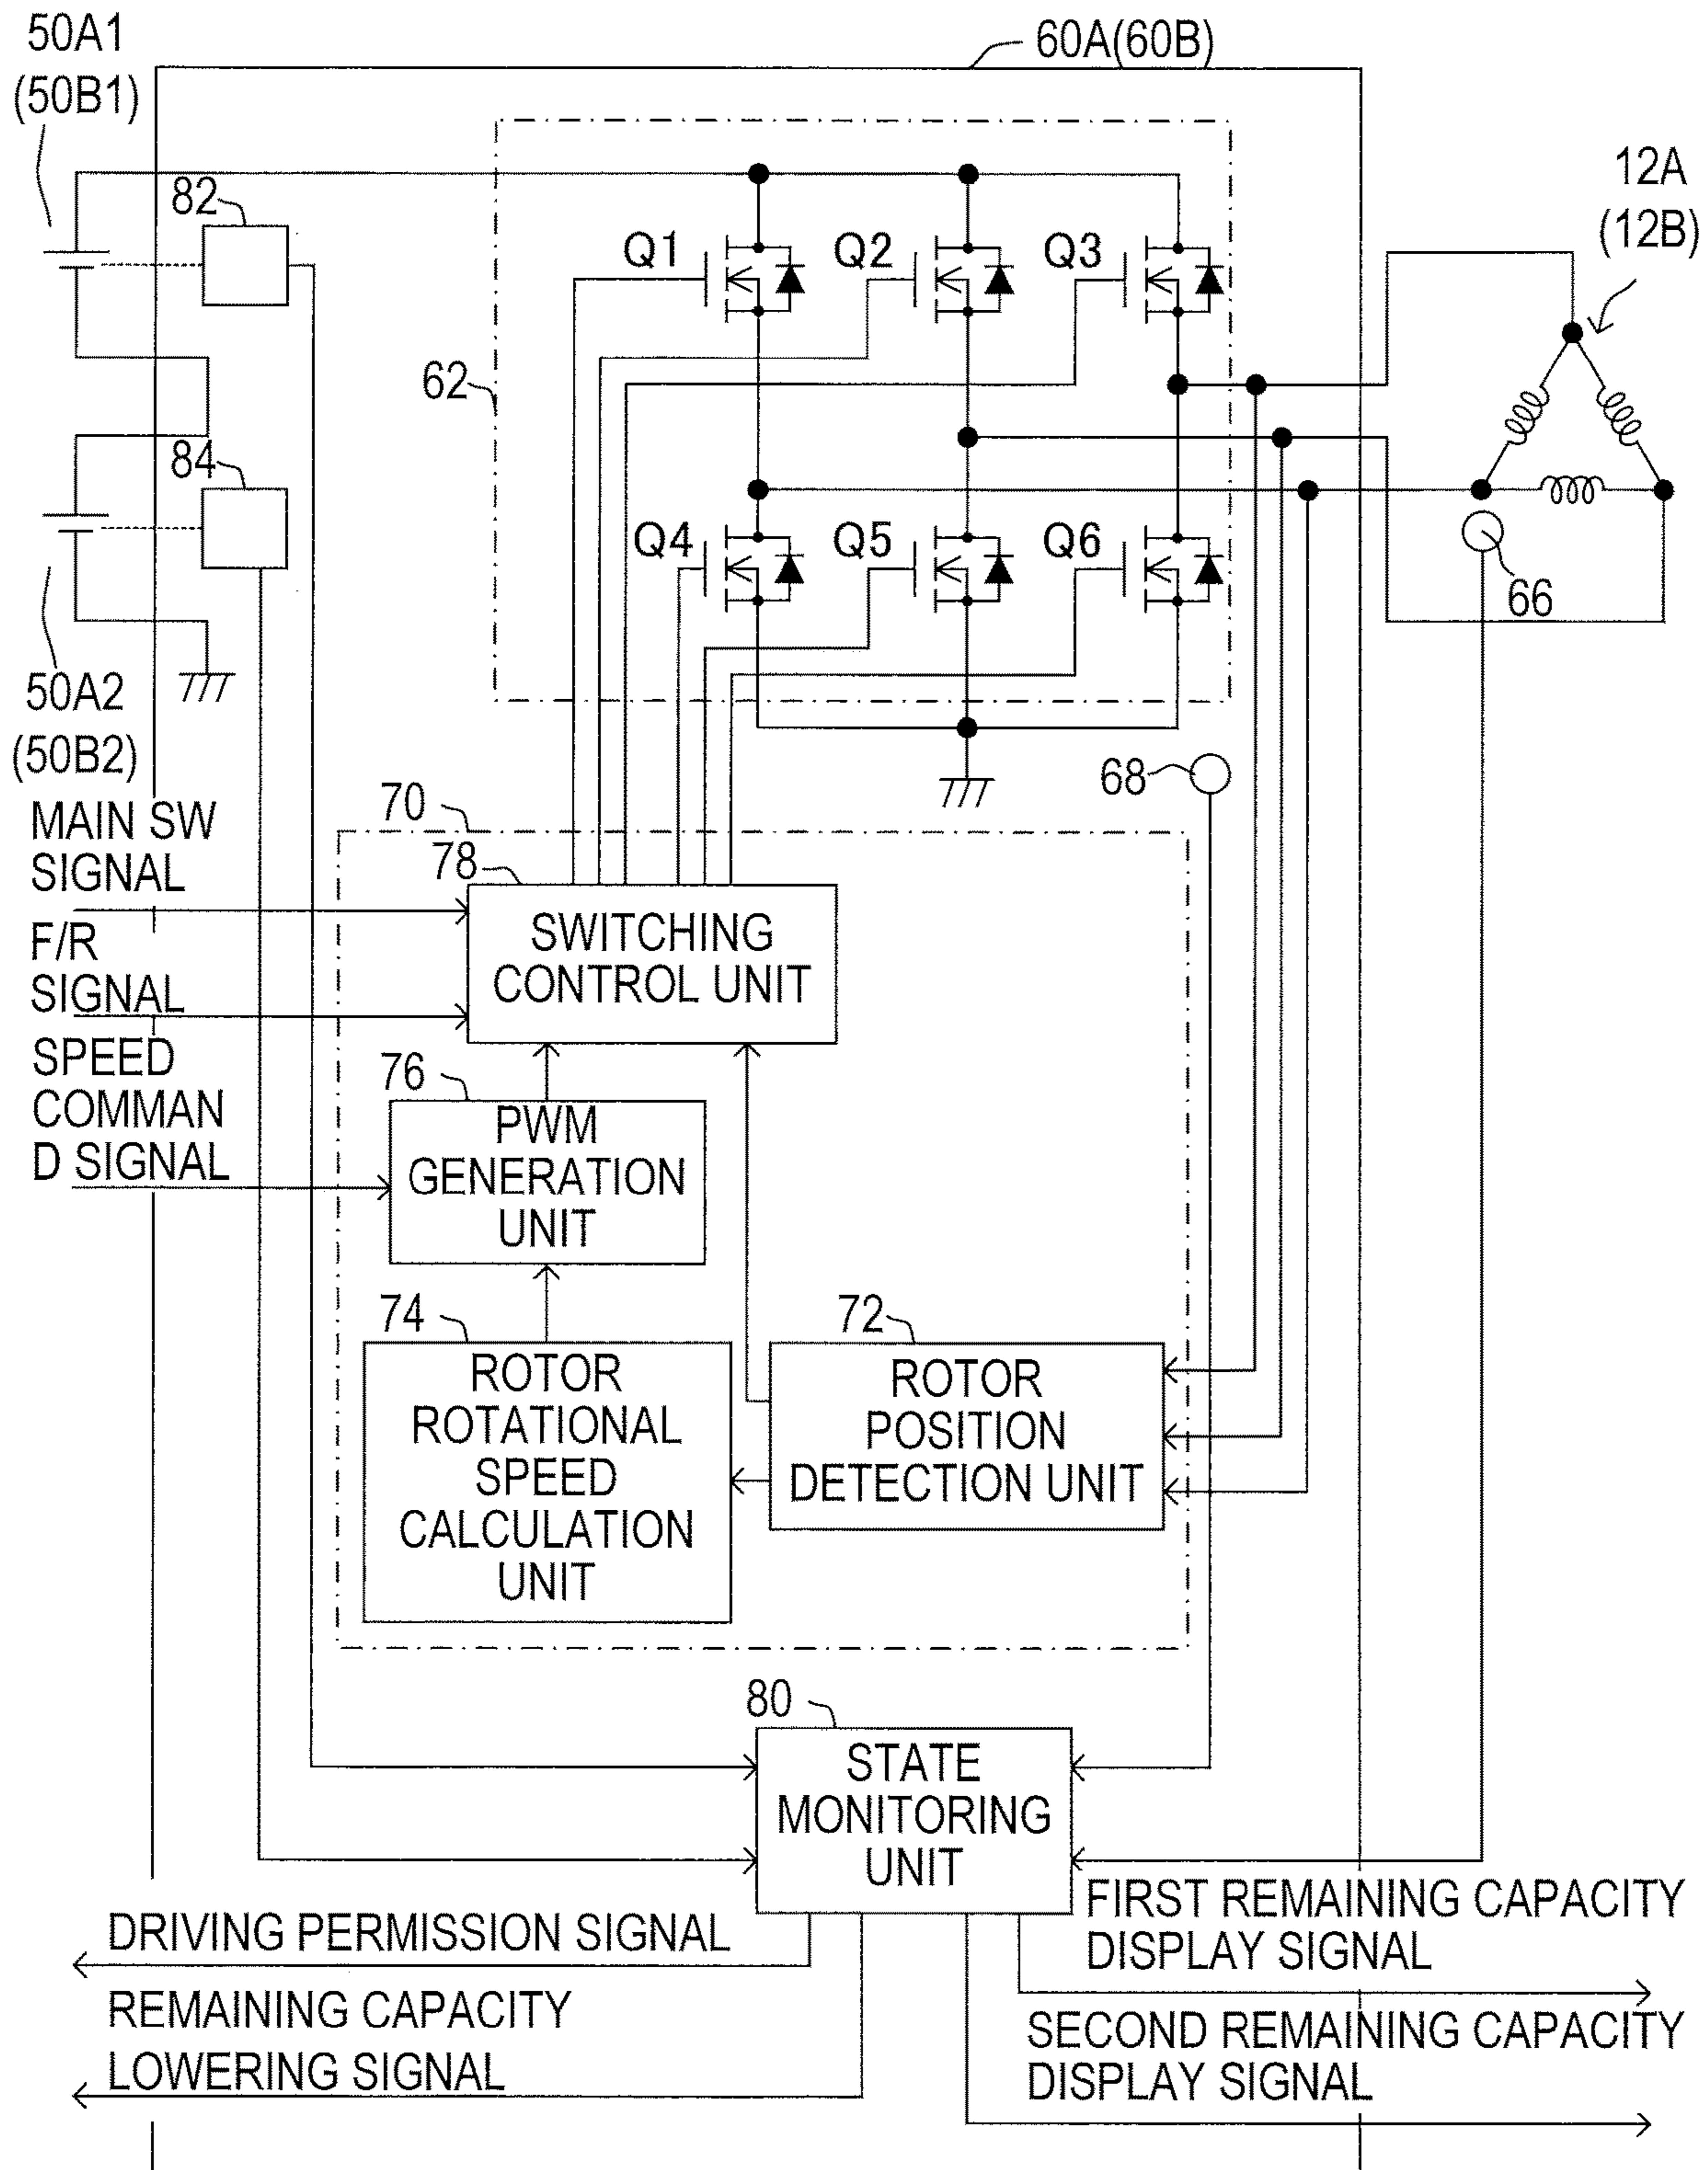 50A1
(50B1)
60A(60B)
12A
(12B)
82
Q1
Q2
Q3
62
84
Q4
Q5
Q6
66
50A2
(50B2)
68
70
MAIN SW
SIGNAL
78
F/R
SIGNAL
SWITCHING
CONTROL UNIT
SPEED
COMMAN
D SIGNAL
76
PWM
GENERATION
UNIT
74
ROTOR
ROTATIONAL
SPEED
CALCULATION
UNIT
72
ROTOR
POSITION
DETECTION UNIT
80
STATE
MONITORING
UNIT
DRIVING PERMISSION SIGNAL
REMAINING CAPACITY
LOWERING SIGNAL
FIRST REMAINING CAPACITY
DISPLAY SIGNAL
SECOND REMAINING CAPACITY
DISPLAY SIGNAL